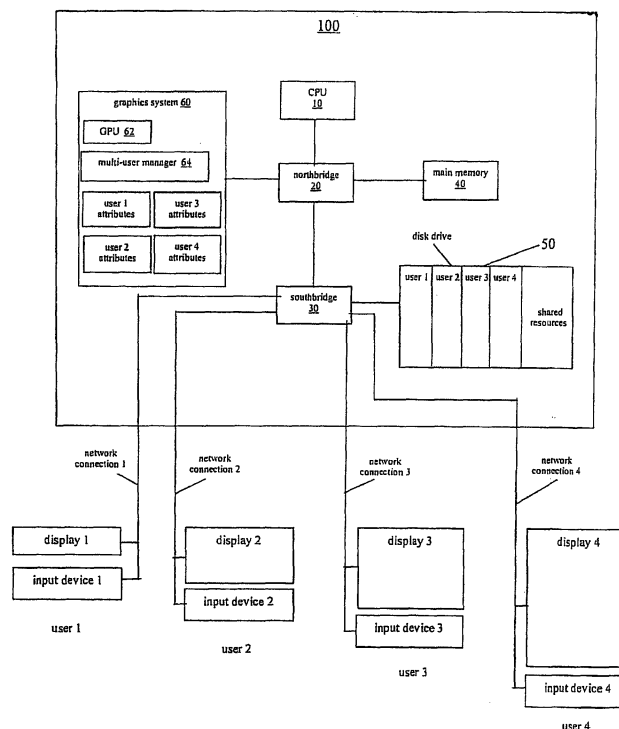 100
graphics system 60
GPU 62
multi-user manager 64
user 1
attributes
user 3
attributes
user 2
attributes
user 4
attributes
CPU
10
northbridge
20
main memory
40
southbridge
30
disk drive
50
user 1
user 2
user 3
user 4
shared
resources
network
connection 1
network
connection 2
network
connection 3
network
connection 4
display 1
input device 1
user 1
display 2
input device 2
user 2
display 3
input device 3
user 3
display 4
input device 4
user 4